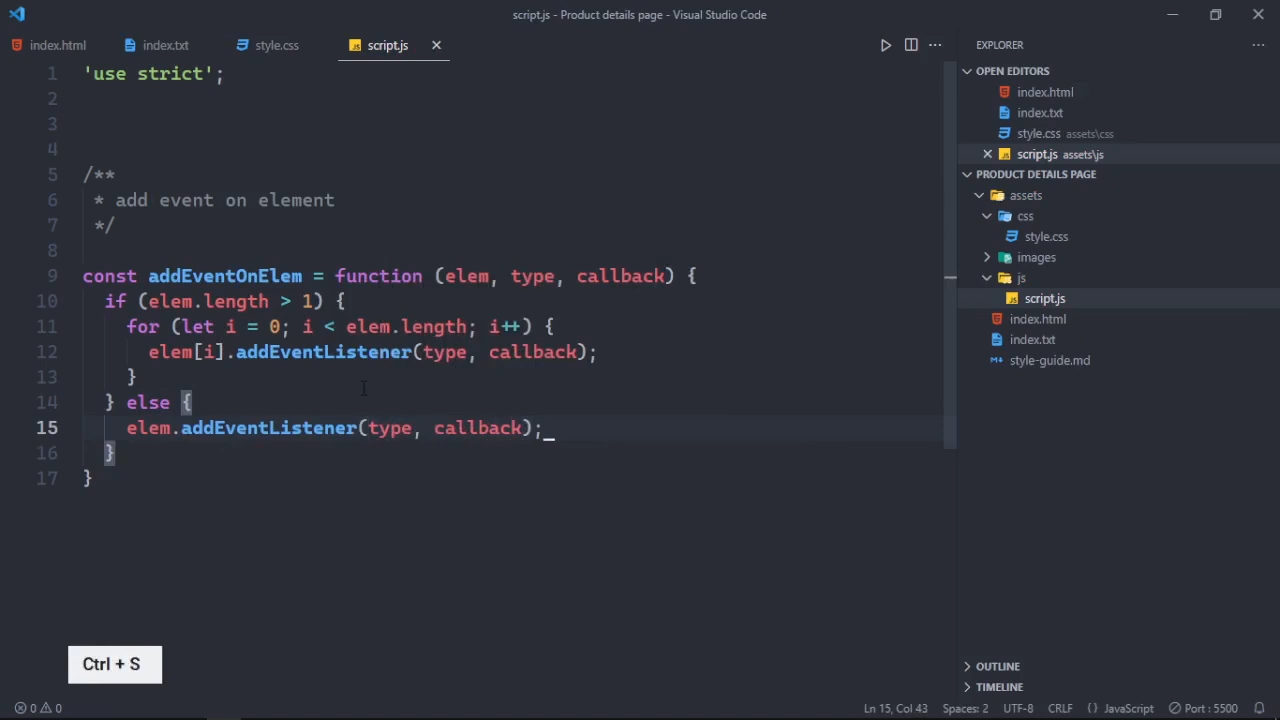 script.js - Product details page - Visual Studio Code
index.html
index.txt
style.css
script.js
1 'use strict';
2
3
4
5 /**
6 * add event on element
7 */
8
9 const addEventOnElem = function (elem, type, callback) {
10 if (elem.length > 1) {
11 for (let i = 0; i < elem.length; i++) {
12 elem[i].addEventListener(type, callback);
13 }
14 } else {
15 elem.addEventListener(type, callback);
16 }
17 }
Ctrl + S
EXPLORER
OPEN EDITORS
index.html
index.txt
style.css assets\css
script.js assets\js
PRODUCT DETAILS PAGE
assets
css
style.css
images
js
script.js
index.html
index.txt
style-guide.md
OUTLINE
TIMELINE
0 0
Ln 15, Col 43 Spaces: 2 UTF-8 CRLF {} JavaScript Port : 5500